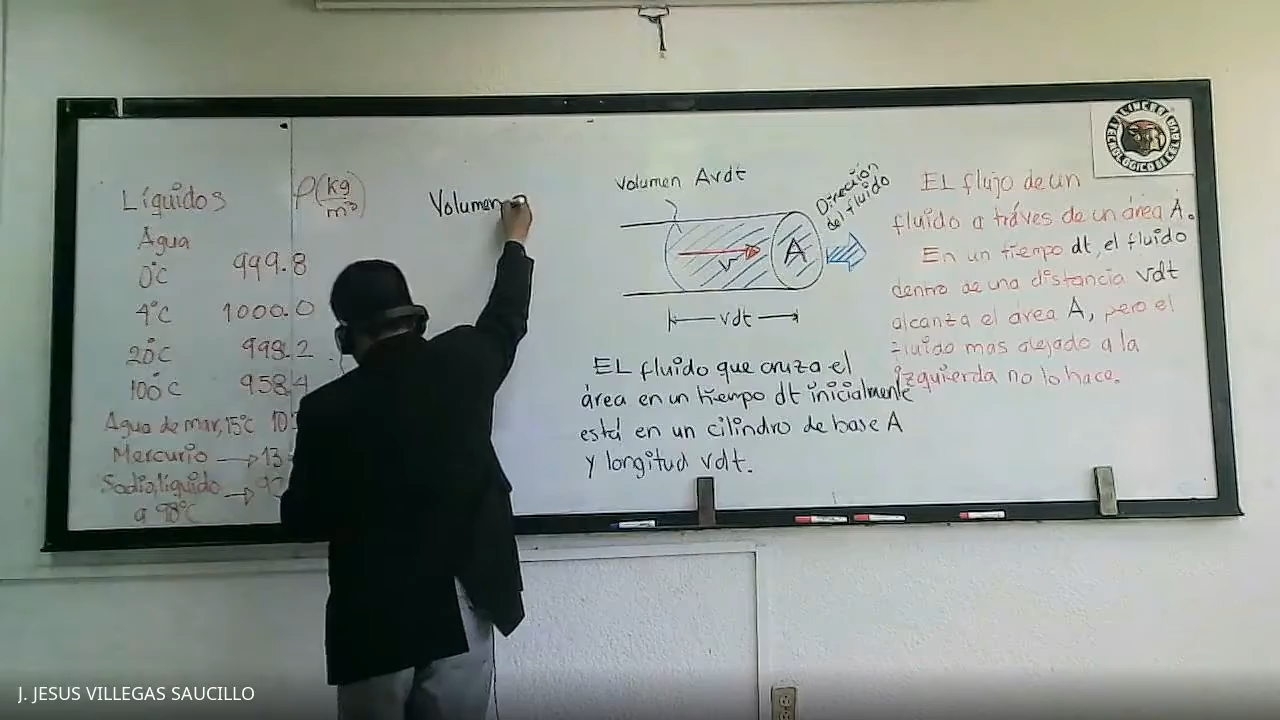 Líquidos ρ(kg/m³)
Agua
0°C 999.8
4°C 1000.0
20°C 998.2
100°C 958.4
Agua de mar, 15°C
Mercurio → 13
Sodio, líquido →
a 98°C
Volumen
Volumen Avdt
Dirección
del fluido
v
A
vdt
EL fluido que cruza el
área en un tiempo dt inicialmente
está en un cilindro de base A
y longitud vdt.
EL flujo de un
fluido a tráves de un área A.
En un tiempo dt, el fluido
dentro de una distancia vdt
alcanza el área A, pero el
fluido mas alejado a la
izquierda no lo hace.
J. JESUS VILLEGAS SAUCILLO